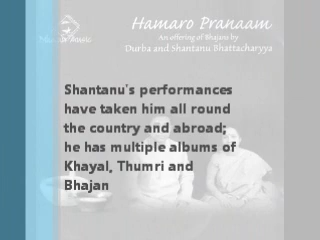 Hamaro Pranaam
An offering of Bhajans by
Durba and Shantanu Bhattacharyya
Shantanu's performances
have taken him all round
the country and abroad;
he has multiple albums of
Khayal, Thumri and
Bhajan